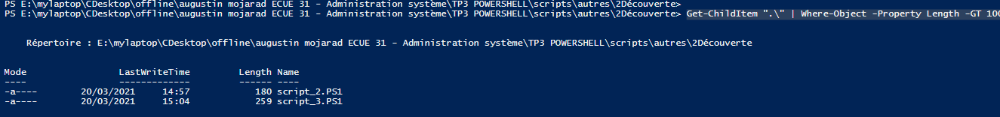 PS E:\mylaptop\CDesktop\offline\augustin mojarad ECUE 31 - Administration système\TP3 POWERSHELL\scripts\autres\2Découverte>
PS E:\mylaptop\CDesktop\offline\augustin mojarad ECUE 31 - Administration système\TP3 POWERSHELL\scripts\autres\2Découverte> Get-ChildItem ".\" | Where-Object -Property Length -GT 100
Répertoire : E:\mylaptop\CDesktop\offline\augustin mojarad ECUE 31 - Administration système\TP3 POWERSHELL\scripts\autres\2Découverte
Mode LastWriteTime Length Name
---- ------------- ------ ----
-a---- 20/03/2021 14:57 180 script_2.PS1
-a---- 20/03/2021 15:04 259 script_3.PS1